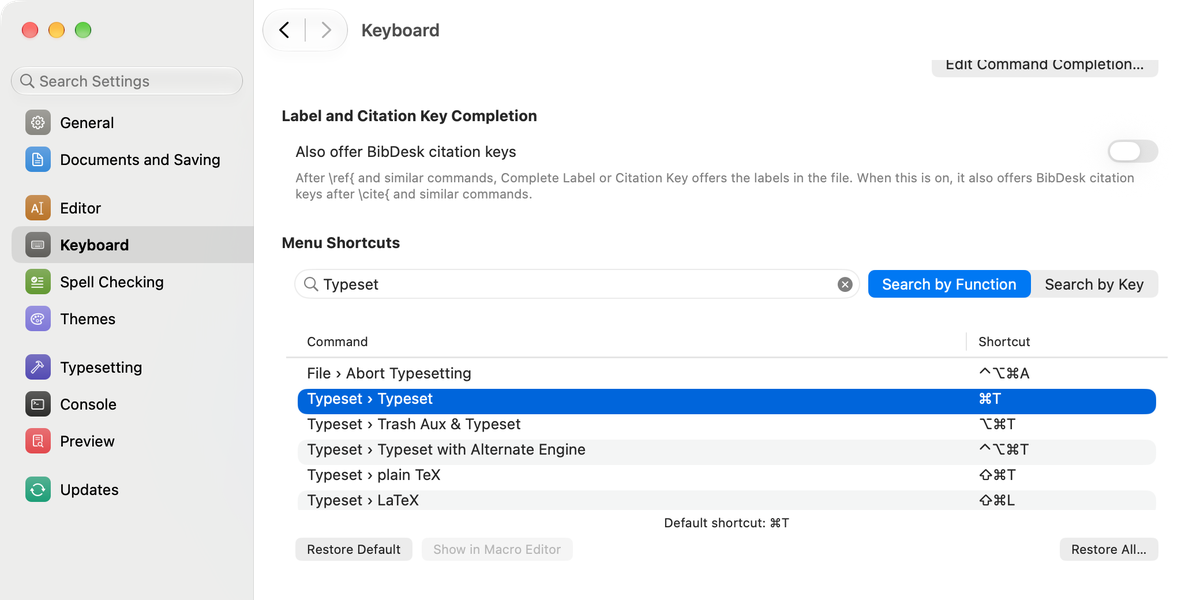 Keyboard
Search Settings
General
Documents and Saving
Editor
Keyboard
Spell Checking
Themes
Typesetting
Console
Preview
Updates
Edit Command Completion...
Label and Citation Key Completion
Also offer BibDesk citation keys
After \ref{ and similar commands, Complete Label or Citation Key offers the labels in the file. When this is on, it also offers BibDesk citation
keys after \cite{ and similar commands.
Menu Shortcuts
Typeset
Search by Function
Search by Key
Command Shortcut
File › Abort Typesetting ^⌥⌘A
Typeset › Typeset ⌘T
Typeset › Trash Aux & Typeset ⌥⌘T
Typeset › Typeset with Alternate Engine ^⌥⌘T
Typeset › plain TeX ⇧⌘T
Typeset › LaTeX ⇧⌘L
Default shortcut: ⌘T
Restore Default
Show in Macro Editor
Restore All...